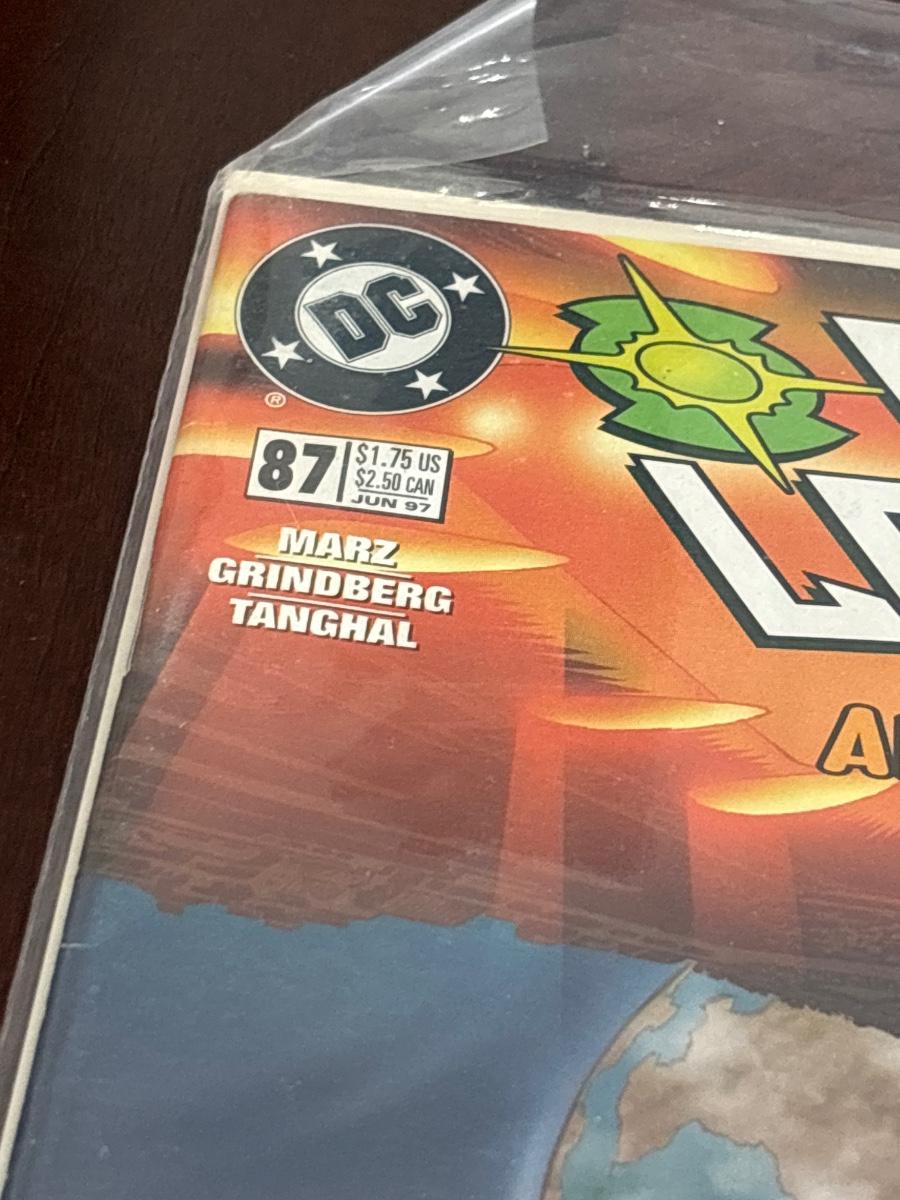 DC
®
87
$1.75 US
$2.50 CAN
JUN 97
MARZ
GRINDBERG
TANGHAL
L
A